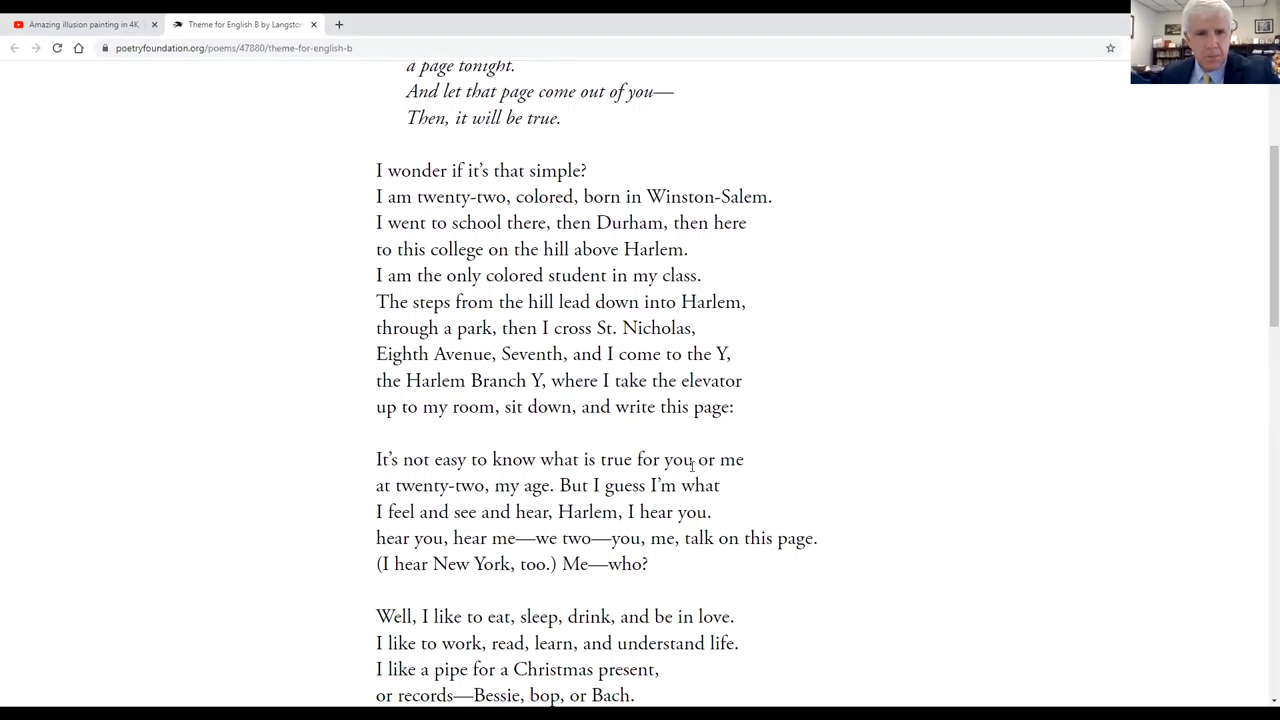 Amazing illusion painting in 4K
Theme for English B by Langston
poetryfoundation.org/poems/47880/theme-for-english-b
a page tonight.
And let that page come out of you—
Then, it will be true.
I wonder if it’s that simple?
I am twenty-two, colored, born in Winston-Salem.
I went to school there, then Durham, then here
to this college on the hill above Harlem.
I am the only colored student in my class.
The steps from the hill lead down into Harlem,
through a park, then I cross St. Nicholas,
Eighth Avenue, Seventh, and I come to the Y,
the Harlem Branch Y, where I take the elevator
up to my room, sit down, and write this page:
It’s not easy to know what is true for you or me
at twenty-two, my age. But I guess I’m what
I feel and see and hear, Harlem, I hear you.
hear you, hear me—we two—you, me, talk on this page.
(I hear New York, too.) Me—who?
Well, I like to eat, sleep, drink, and be in love.
I like to work, read, learn, and understand life.
I like a pipe for a Christmas present,
or records—Bessie, bop, or Bach.